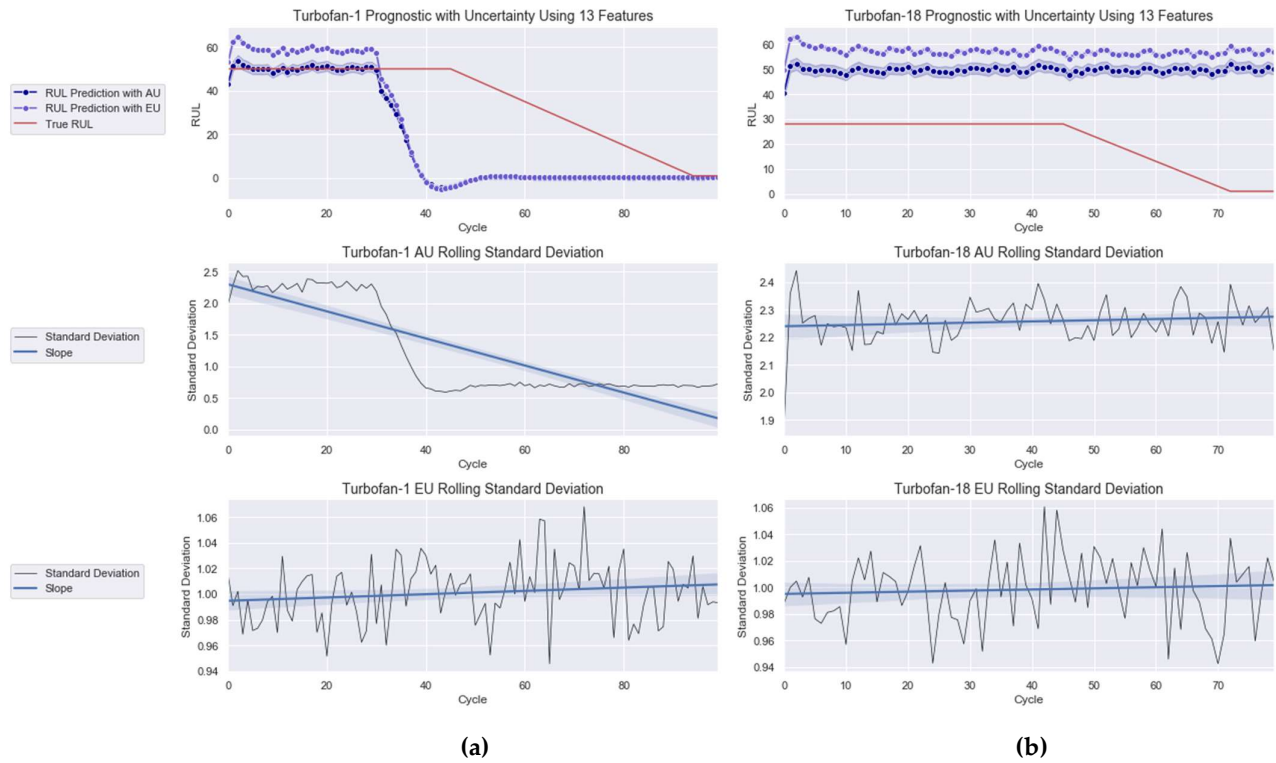 Turbofan-1 Prognostic with Uncertainty Using 13 Features
RUL Prediction with AU
RUL Prediction with EU
True RUL
RUL
60
40
20
0
0
20
40
60
80
Cycle
Turbofan-18 Prognostic with Uncertainty Using 13 Features
RUL
60
50
40
30
20
10
0
0
10
20
30
40
50
60
70
Cycle
Turbofan-1 AU Rolling Standard Deviation
Standard Deviation
Slope
Standard Deviation
2.5
2.0
1.5
1.0
0.5
0.0
0
20
40
60
80
Cycle
Turbofan-18 AU Rolling Standard Deviation
Standard Deviation
2.4
2.3
2.2
2.1
2.0
1.9
0
10
20
30
40
50
60
70
Cycle
Turbofan-1 EU Rolling Standard Deviation
Standard Deviation
Slope
Standard Deviation
1.06
1.04
1.02
1.00
0.98
0.96
0.94
0
20
40
60
80
Cycle
Turbofan-18 EU Rolling Standard Deviation
Standard Deviation
1.06
1.04
1.02
1.00
0.98
0.96
0.94
0
10
20
30
40
50
60
70
Cycle
(a)
(b)